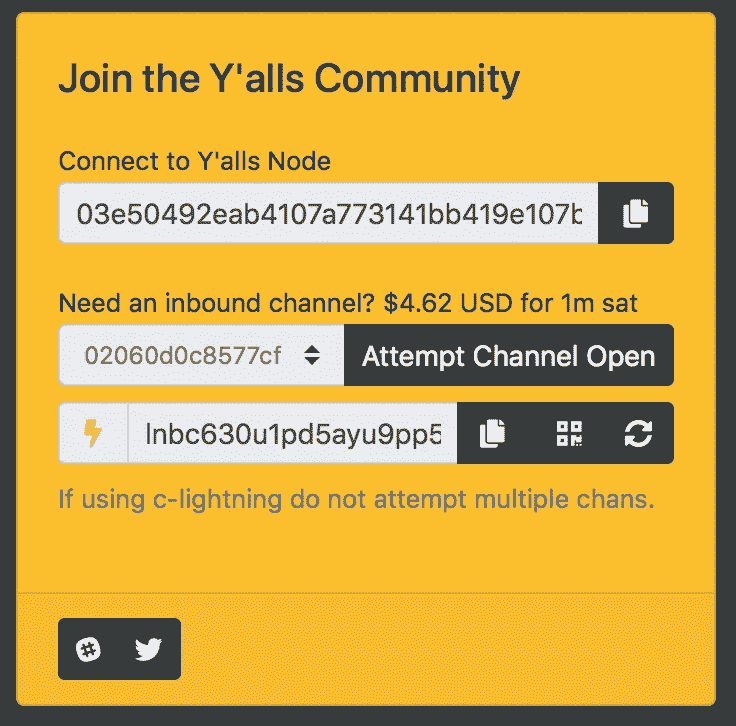 Join the Y'alls Community
Connect to Y'alls Node
03e50492eab4107a773141bb419e107b
Need an inbound channel? $4.62 USD for 1m sat
02060d0c8577cf
Attempt Channel Open
lnbc630u1pd5ayu9pp5
If using c-lightning do not attempt multiple chans.